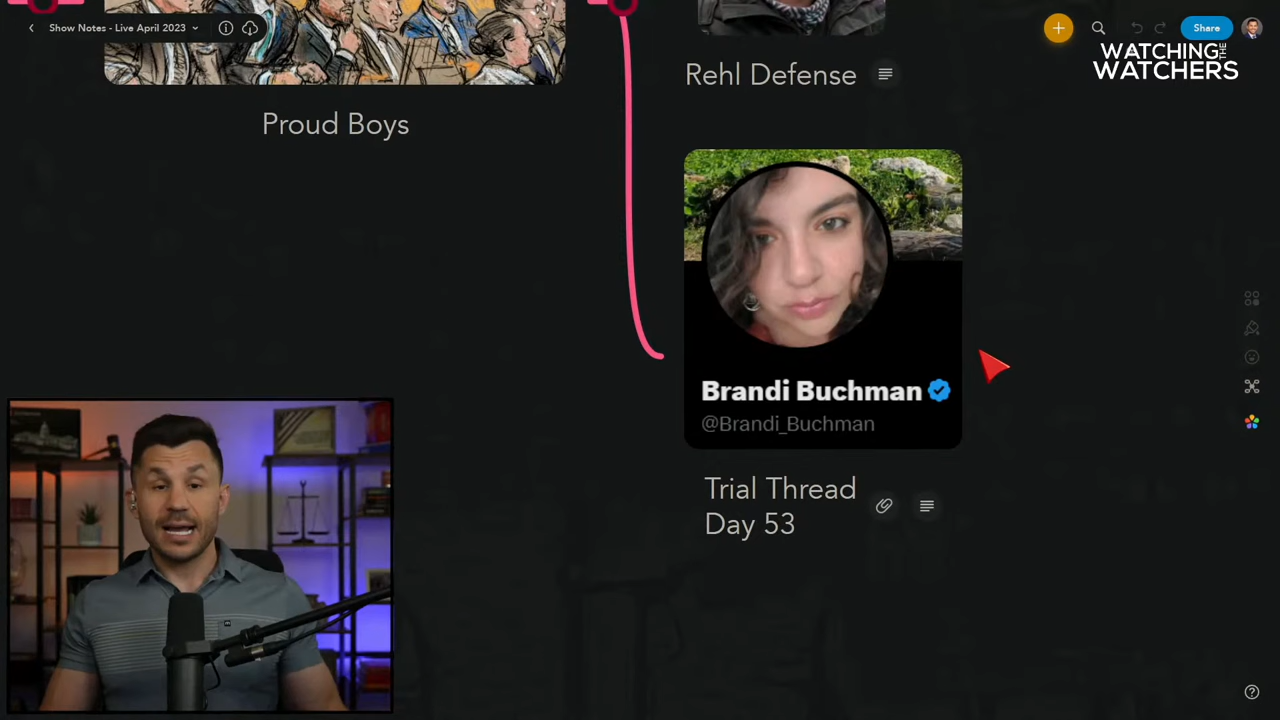 Show Notes - Live April 2023
Share
WATCHING THE
WATCHERS
Rehl Defense
Proud Boys
Brandi Buchman
@Brandi_Buchman
Trial Thread
Day 53